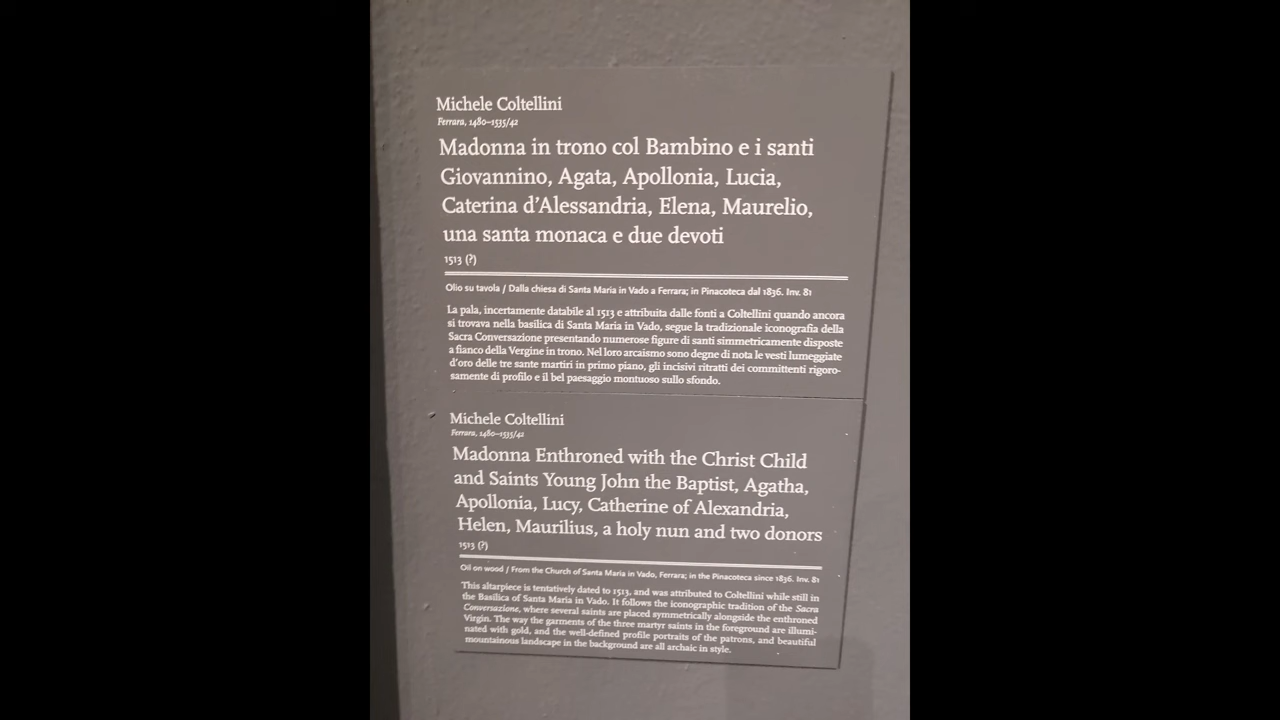 Michele Coltellini
Ferrara, 1480–1535/42
Madonna in trono col Bambino e i santi
Giovannino, Agata, Apollonia, Lucia,
Caterina d'Alessandria, Elena, Maurelio,
una santa monaca e due devoti
1513 (?)
Olio su tavola / Dalla chiesa di Santa Maria in Vado a Ferrara; in Pinacoteca dal 1836. Inv. 81
La pala, incertamente databile al 1513 e attribuita dalle fonti a Coltellini quando ancora
si trovava nella basilica di Santa Maria in Vado, segue la tradizionale iconografia della
Sacra Conversazione presentando numerose figure di santi simmetricamente disposte
a fianco della Vergine in trono. Nel loro arcaismo sono degne di nota le vesti lumeggiate
d'oro delle tre sante martiri in primo piano, gli incisivi ritratti dei committenti rigoro-
samente di profilo e il bel paesaggio montuoso sullo sfondo.
Michele Coltellini
Ferrara, 1480–1535/42
Madonna Enthroned with the Christ Child
and Saints Young John the Baptist, Agatha,
Apollonia, Lucy, Catherine of Alexandria,
Helen, Maurilius, a holy nun and two donors
1513 (?)
Oil on wood / From the Church of Santa Maria in Vado, Ferrara; in the Pinacoteca since 1836. Inv. 81
This altarpiece is tentatively dated to 1513, and was attributed to Coltellini while still in
the Basilica of Santa Maria in Vado. It follows the iconographic tradition of the Sacra
Conversazione, where several saints are placed symmetrically alongside the enthroned
Virgin. The way the garments of the three martyr saints in the foreground are illumi-
nated with gold, and the well-defined profile portraits of the patrons, and beautiful
mountainous landscape in the background are all archaic in style.